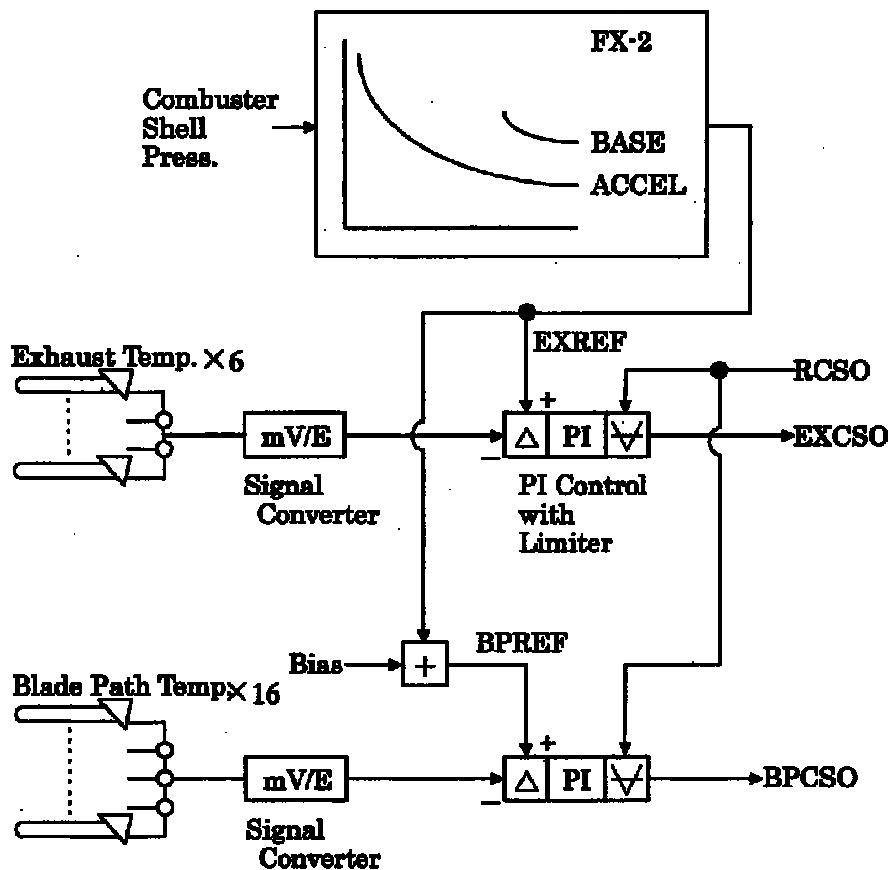 FX-2
Combuster
Shell
Press.
BASE
ACCEL
EXREF
Exhaust Temp. ×6
RCSO
+
mV/E
Δ
PI
EXCSO
−
Signal
Converter
PI Control
with
Limiter
BPREF
Bias
+
Blade Path Temp. ×16
+
mV/E
Δ
PI
BPCSO
−
Signal
Converter